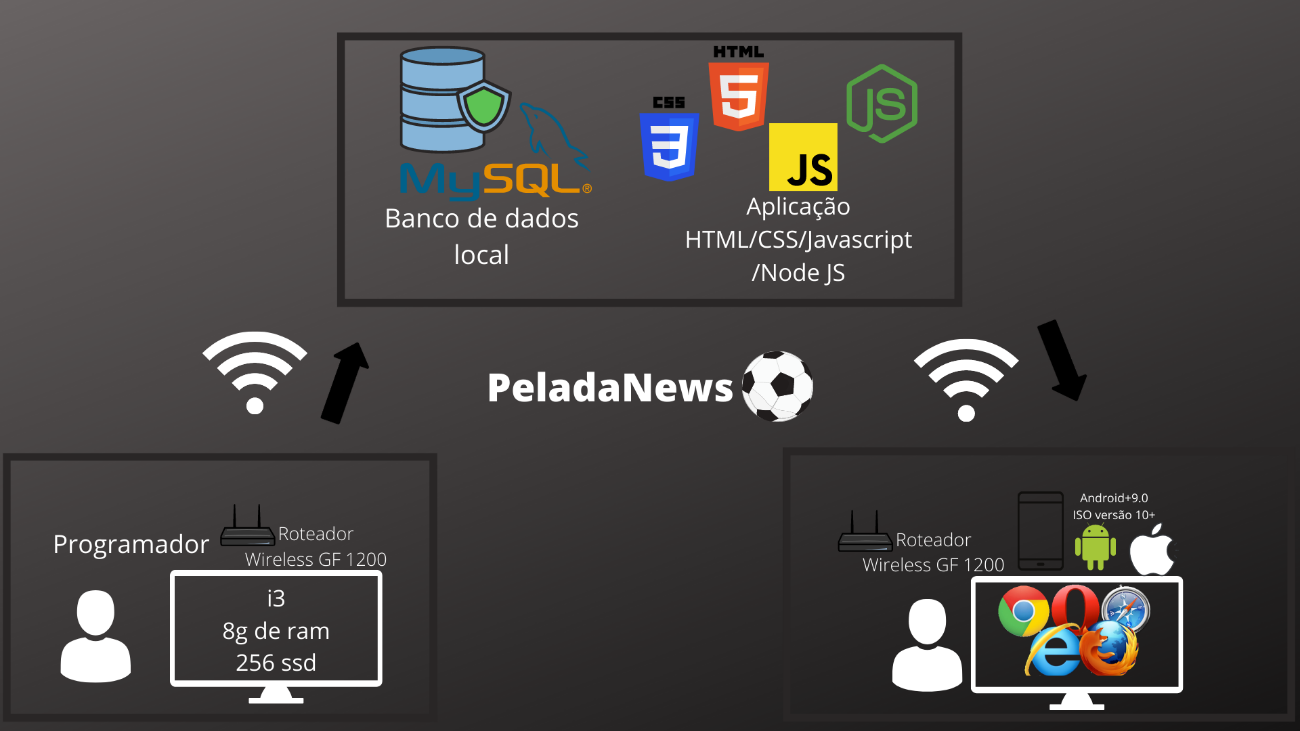 HTML
CSS
JS
JS
MySQL®
Banco de dados
local
Aplicação
HTML/CSS/Javascript
/Node JS
PeladaNews
Programador
Roteador
Wireless GF 1200
i3
8g de ram
256 ssd
Roteador
Wireless GF 1200
Android+9.0
ISO versão 10+